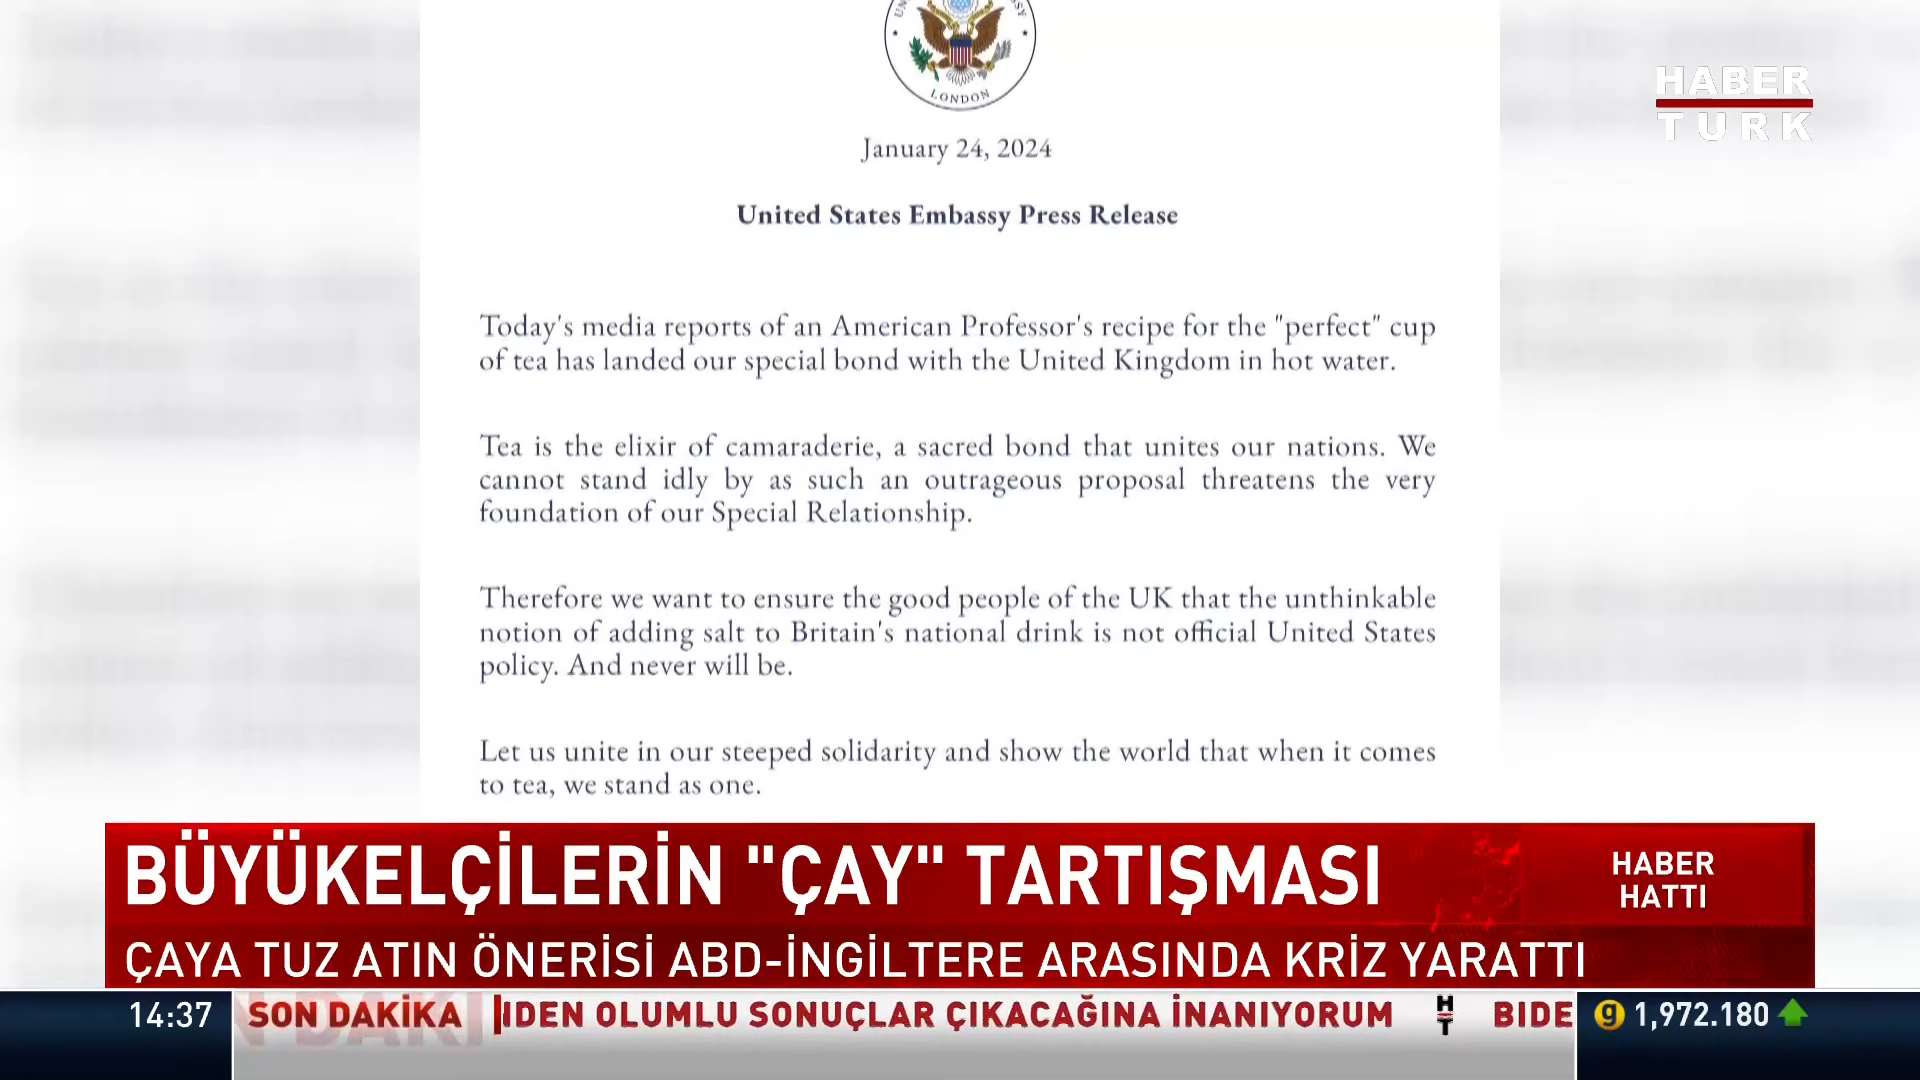 LONDON
HABER
TURK
January 24, 2024
United States Embassy Press Release
Today's media reports of an American Professor's recipe for the "perfect" cup
of tea has landed our special bond with the United Kingdom in hot water.
Tea is the elixir of camaraderie, a sacred bond that unites our nations. We
cannot stand idly by as such an outrageous proposal threatens the very
foundation of our Special Relationship.
Therefore we want to ensure the good people of the UK that the unthinkable
notion of adding salt to Britain's national drink is not official United States
policy. And never will be.
Let us unite in our steeped solidarity and show the world that when it comes
to tea, we stand as one.
BÜYÜKELÇİLERİN "ÇAY" TARTIŞMASI
HABER
HATTI
ÇAYA TUZ ATIN ÖNERİSİ ABD-İNGİLTERE ARASINDA KRİZ YARATTI
14:37 SON DAKİKA IDEN OLUMLU SONUÇLAR ÇIKACAĞINA İNANIYORUM HT BIDE g 1,972.180